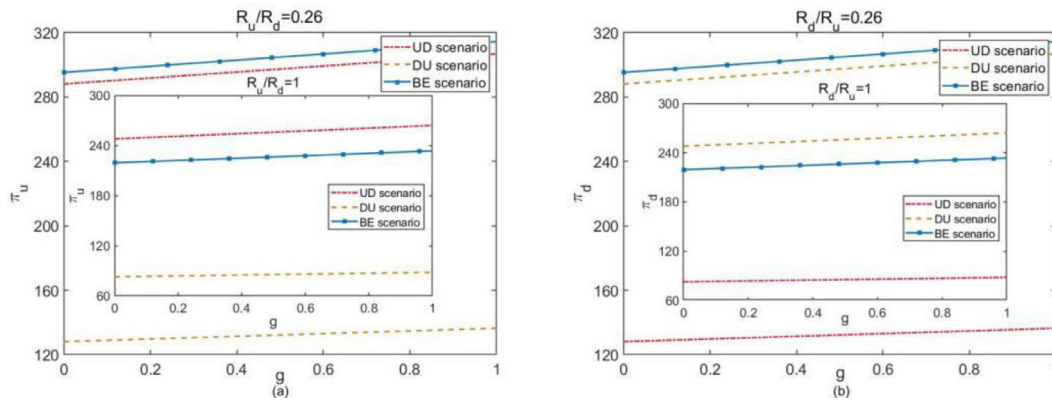 R_u/R_d=0.26
320
280
240
200
160
120
π_u
UD scenario
DU scenario
BE scenario
R_u/R_d=1
300
240
180
120
60
π_u
UD scenario
DU scenario
BE scenario
0 0.2 0.4 0.6 0.8 1
g
0 0.2 0.4 0.6 0.8 1
g
(a)
R_d/R_u=0.26
320
280
240
200
160
120
π_d
UD scenario
DU scenario
BE scenario
R_d/R_u=1
300
240
180
120
60
π_d
UD scenario
DU scenario
BE scenario
0 0.2 0.4 0.6 0.8 1
g
0 0.2 0.4 0.6 0.8 1
g
(b)